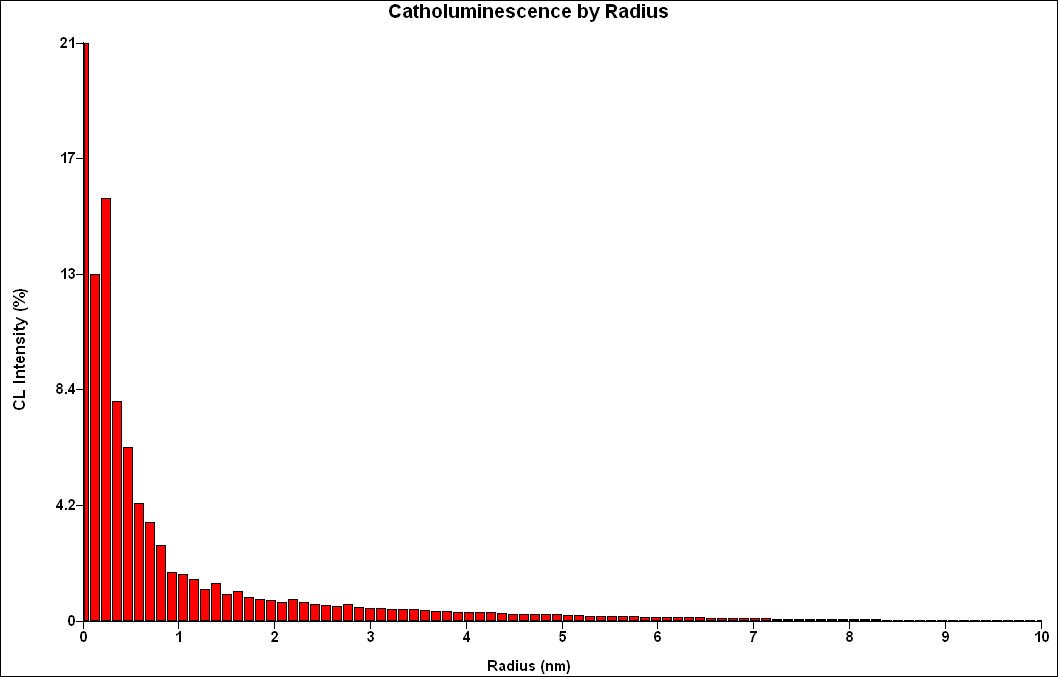 Catholuminescence by Radius
21
17
13
8.4
4.2
0
CL Intensity (%)
0 1 2 3 4 5 6 7 8 9 10
Radius (nm)